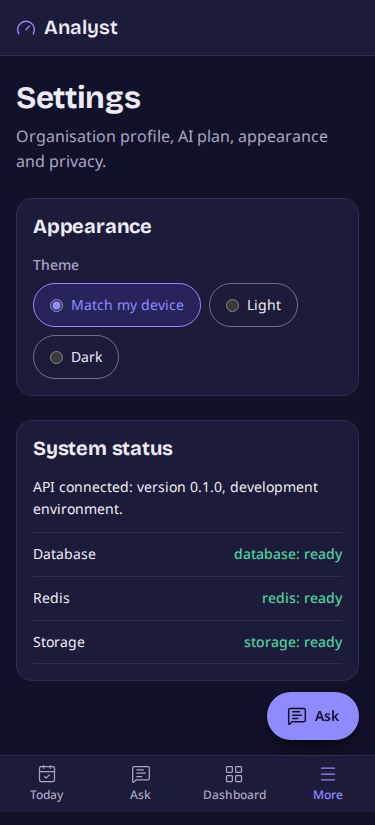 Analyst
Settings
Organisation profile, AI plan, appearance
and privacy.
Appearance
Theme
Match my device
Light
Dark
System status
API connected: version 0.1.0, development
environment.
Database database: ready
Redis redis: ready
Storage storage: ready
Ask
Today Ask Dashboard More